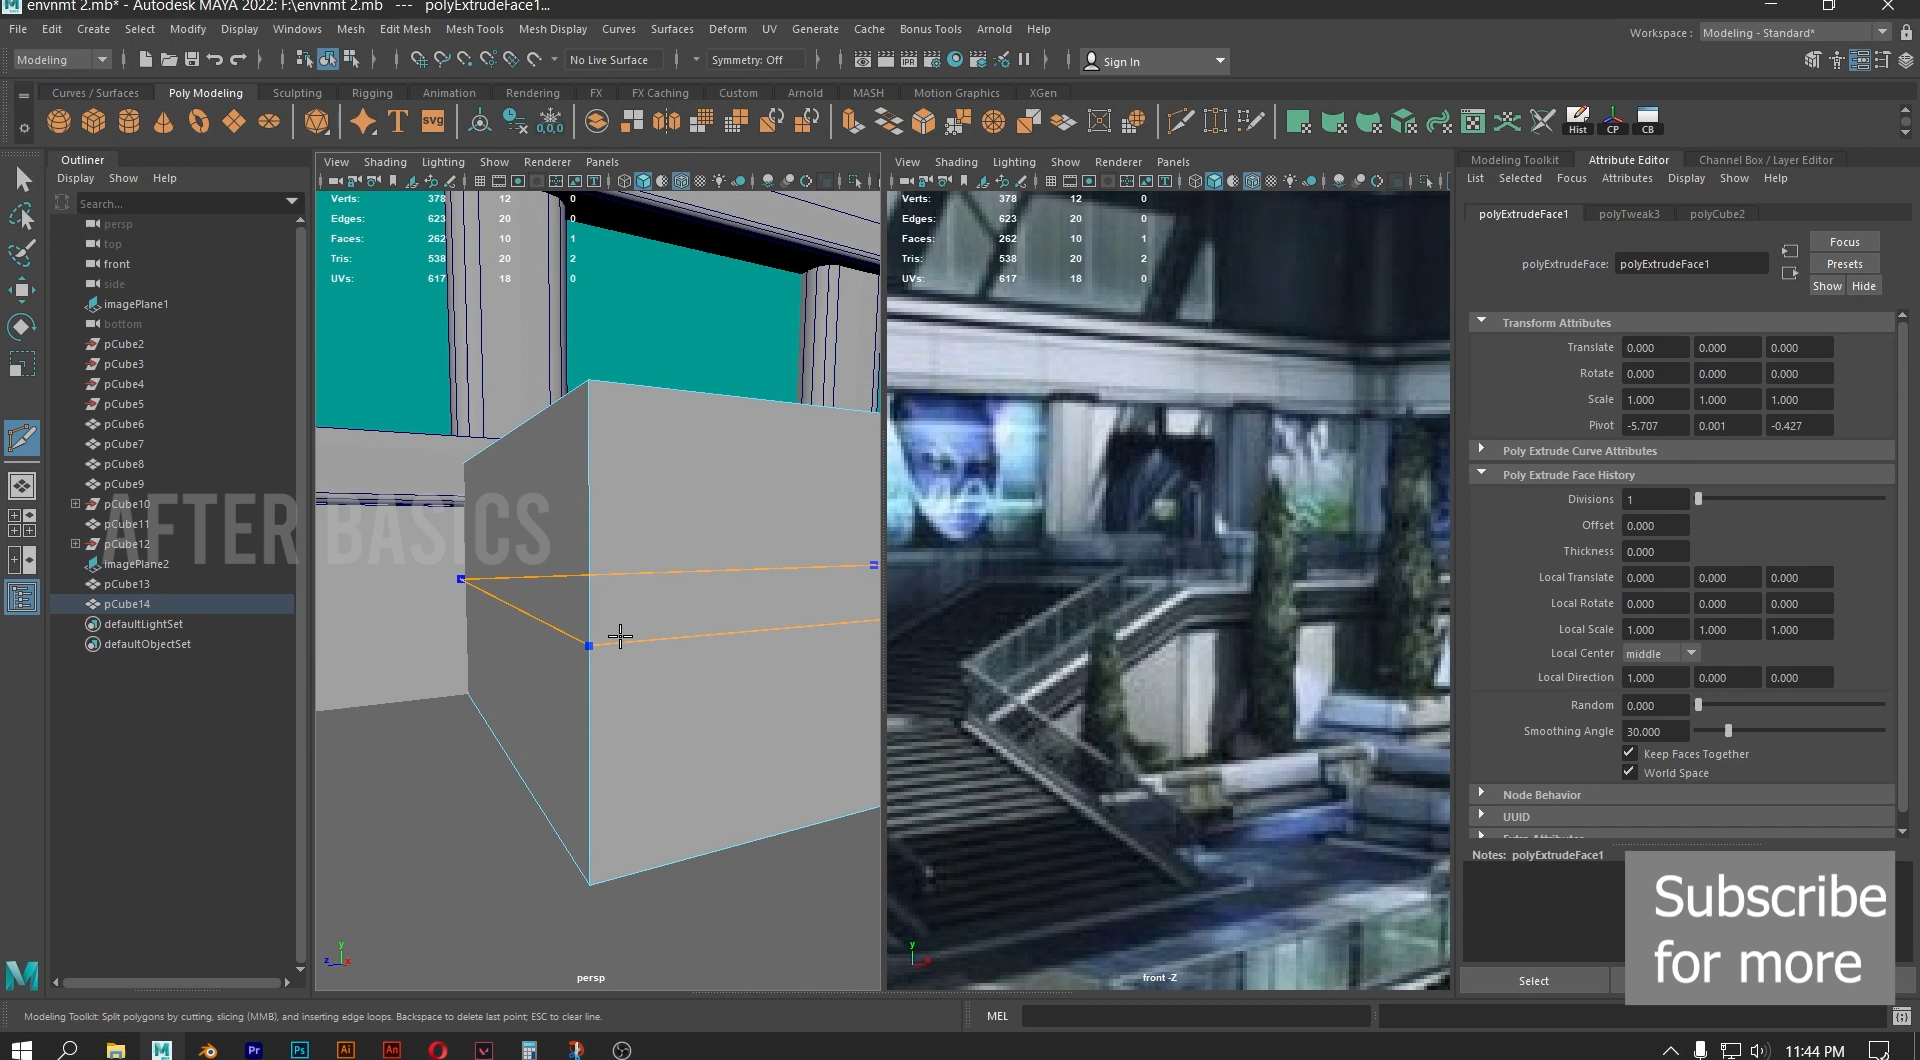 envnmt 2.mb* - Autodesk MAYA 2022: F:\envnmt 2.mb --- polyExtrudeFace1...
File Edit Create Select Modify Display Windows Mesh Edit Mesh Mesh Tools Mesh Display Curves Surfaces Deform UV Generate Cache Bonus Tools Arnold Help
Workspace : Modeling - Standard*
Modeling No Live Surface Symmetry: Off IPR Sign In
Curves / Surfaces Poly Modeling Sculpting Rigging Animation Rendering FX FX Caching Custom Arnold MASH Motion Graphics XGen
T svg 0,0,0 Hist CP CB
Outliner
Display Show Help
Search...
persp
top
front
side
imagePlane1
bottom
pCube2
pCube3
pCube4
pCube5
pCube6
pCube7
pCube8
pCube9
pCube10
pCube11
pCube12
imagePlane2
pCube13
pCube14
defaultLightSet
defaultObjectSet
AFTER BASICS
View Shading Lighting Show Renderer Panels
Verts: 378 12 0
Edges: 623 20 0
Faces: 262 10 1
Tris: 538 20 2
UVs: 617 18 0
y
z x
persp
View Shading Lighting Show Renderer Panels
Verts: 378 12 0
Edges: 623 20 0
Faces: 262 10 1
Tris: 538 20 2
UVs: 617 18 0
y
x
front -Z
Modeling Toolkit Attribute Editor Channel Box / Layer Editor
List Selected Focus Attributes Display Show Help
polyExtrudeFace1 polyTweak3 polyCube2
Focus
polyExtrudeFace: polyExtrudeFace1 Presets
Show Hide
Transform Attributes
Translate 0.000 0.000 0.000
Rotate 0.000 0.000 0.000
Scale 1.000 1.000 1.000
Pivot -5.707 0.001 -0.427
Poly Extrude Curve Attributes
Poly Extrude Face History
Divisions 1
Offset 0.000
Thickness 0.000
Local Translate 0.000 0.000 0.000
Local Rotate 0.000 0.000 0.000
Local Scale 1.000 1.000 1.000
Local Center middle
Local Direction 1.000 0.000 0.000
Random 0.000
Smoothing Angle 30.000
Keep Faces Together
World Space
Node Behavior
UUID
Notes: polyExtrudeFace1
Subscribe
for more
Select
Modeling Toolkit: Split polygons by cutting, slicing (MMB), and inserting edge loops. Backspace to delete last point; ESC to clear line.
MEL
Pr Ps Ai An
11:44 PM